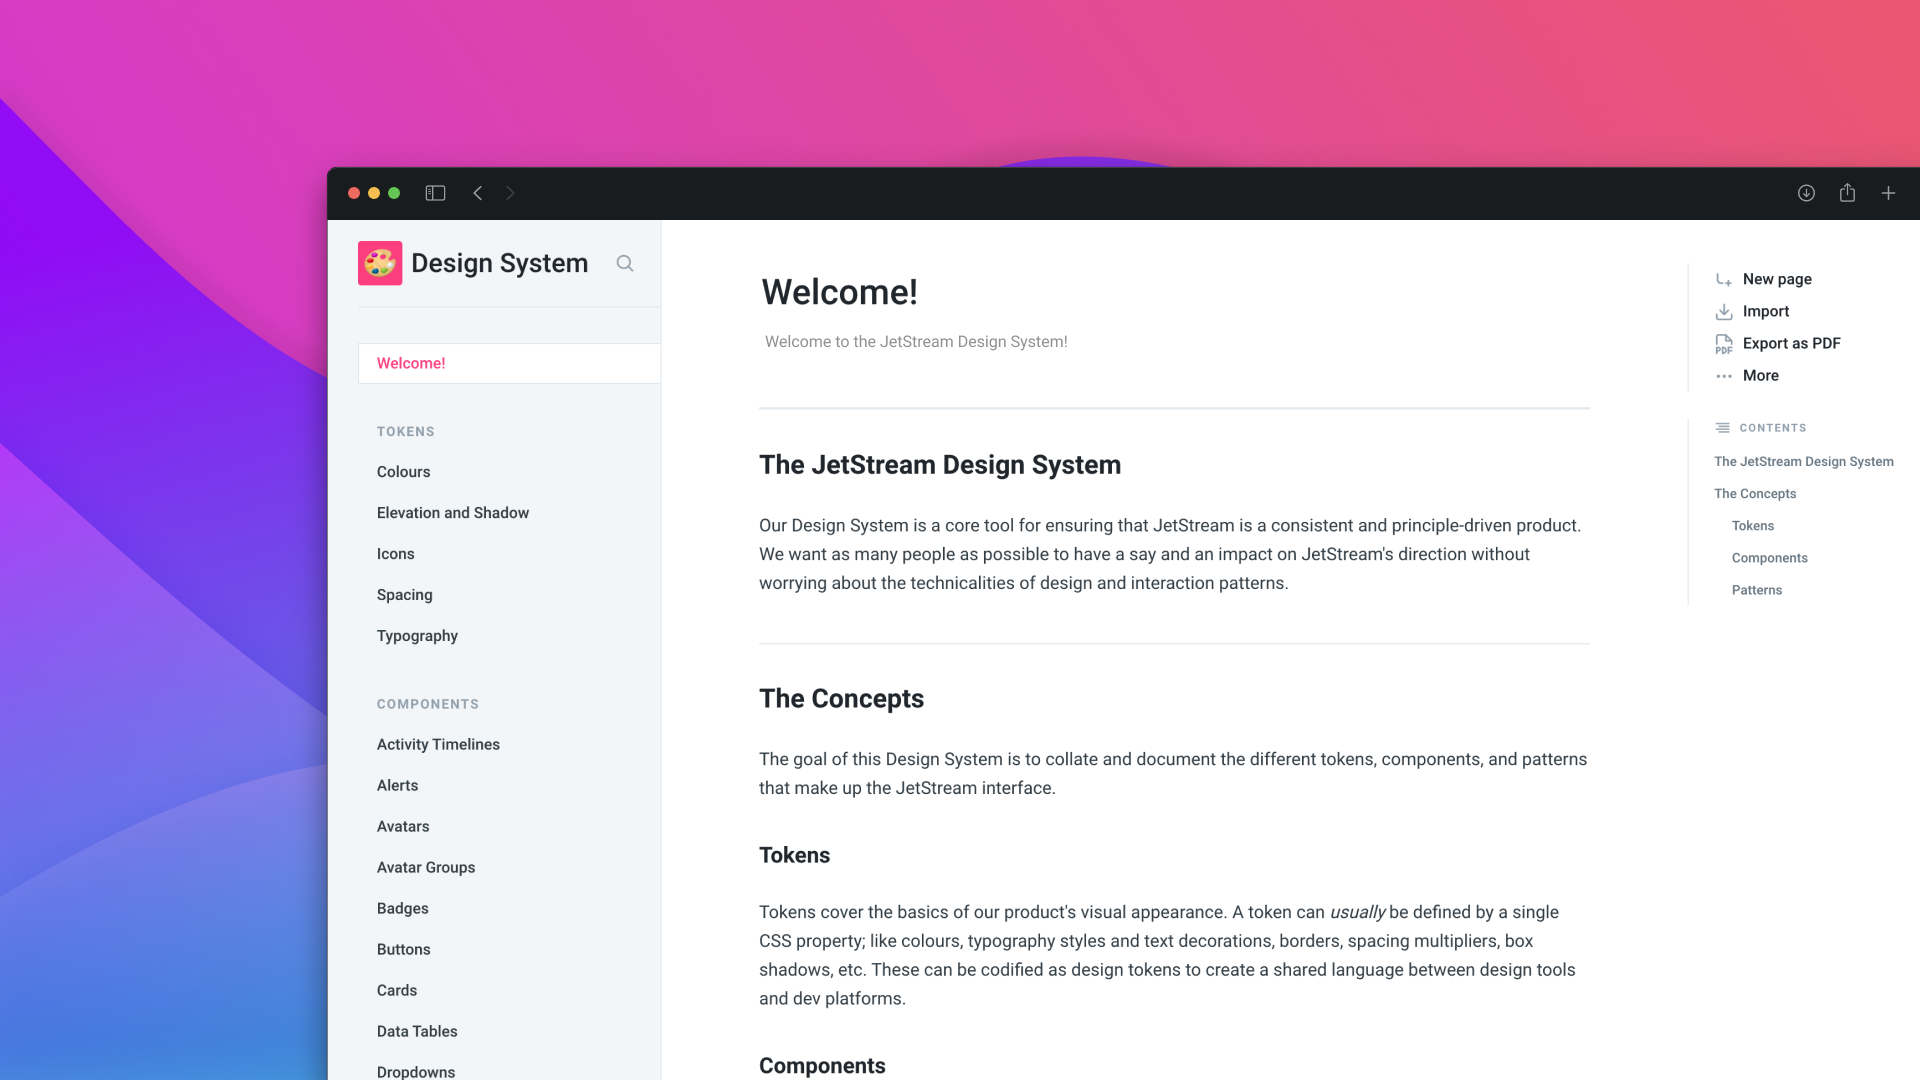 Design System
Welcome!
TOKENS
Colours
Elevation and Shadow
Icons
Spacing
Typography
COMPONENTS
Activity Timelines
Alerts
Avatars
Avatar Groups
Badges
Buttons
Cards
Data Tables
Dropdowns
Welcome!
Welcome to the JetStream Design System!
The JetStream Design System
Our Design System is a core tool for ensuring that JetStream is a consistent and principle-driven product.
We want as many people as possible to have a say and an impact on JetStream's direction without
worrying about the technicalities of design and interaction patterns.
The Concepts
The goal of this Design System is to collate and document the different tokens, components, and patterns
that make up the JetStream interface.
Tokens
Tokens cover the basics of our product's visual appearance. A token can usually be defined by a single
CSS property; like colours, typography styles and text decorations, borders, spacing multipliers, box
shadows, etc. These can be codified as design tokens to create a shared language between design tools
and dev platforms.
Components
New page
Import
PDF
Export as PDF
More
CONTENTS
The JetStream Design System
The Concepts
Tokens
Components
Patterns